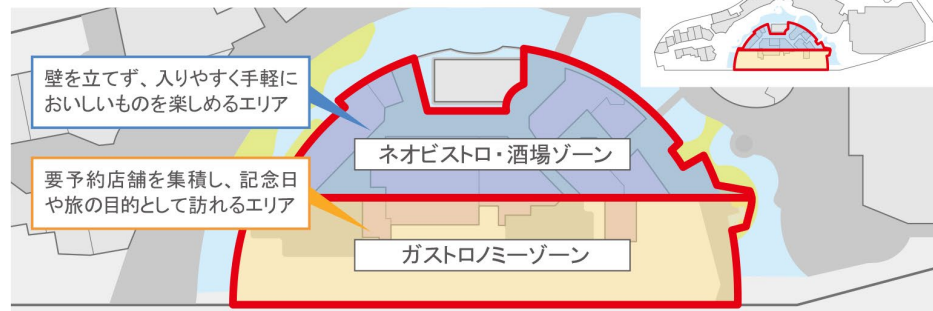 壁を立てず、入りやすく手軽に
おいしいものを楽しめるエリア
ネオビストロ・酒場ゾーン
要予約店舗を集積し、記念日
や旅の目的として訪れるエリア
ガストロノミーゾーン